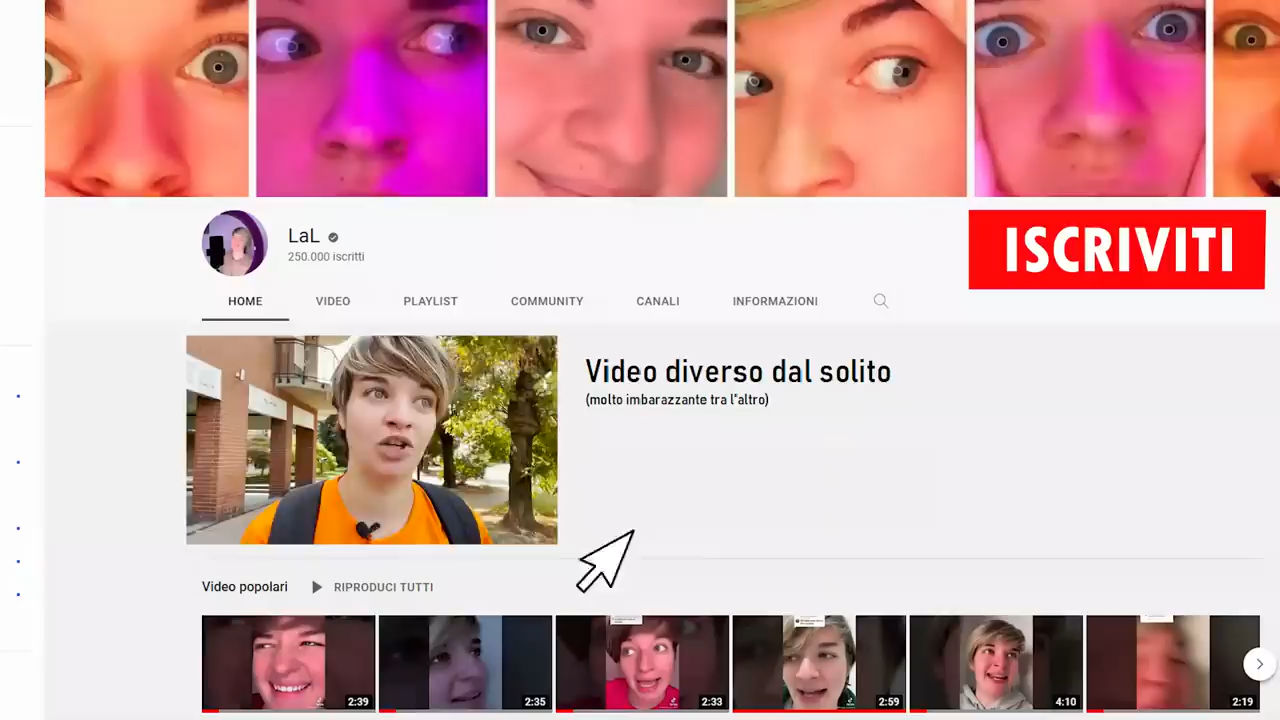 LaL
250.000 iscritti
ISCRIVITI
HOME VIDEO PLAYLIST COMMUNITY CANALI INFORMAZIONI
Video diverso dal solito
(molto imbarazzante tra l'altro)
Video popolari RIPRODUCI TUTTI
2:39 2:35 2:33 2:59 4:10 2:19